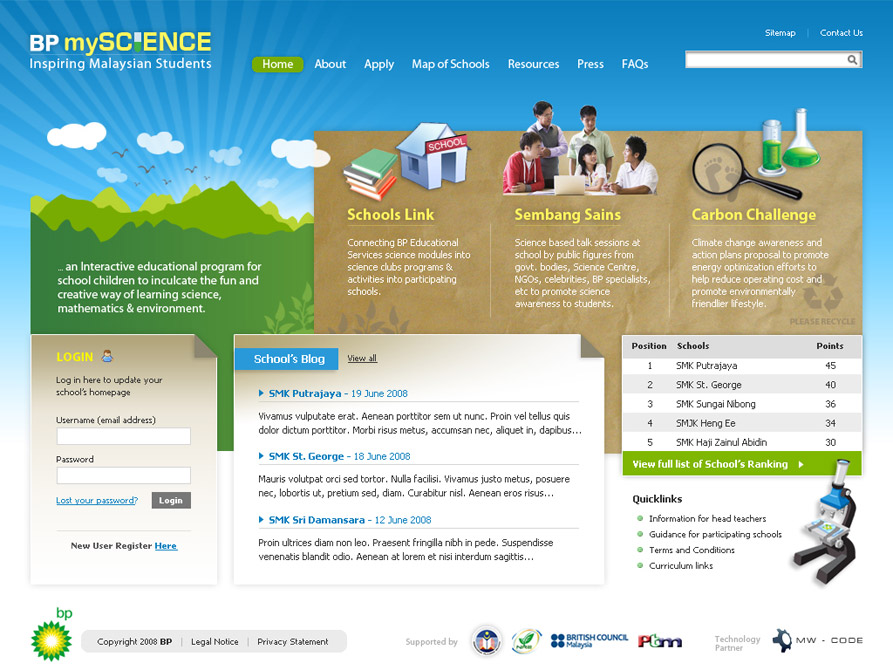 BP mySCIENCE
Inspiring Malaysian Students
Sitemap
Contact Us
Home
About
Apply
Map of Schools
Resources
Press
FAQs
SCHOOL
Schools Link
Connecting BP Educational
Services science modules into
science clubs programs &
activities into participating
schools.
Sembang Sains
Science based talk sessions at
school by public figures from
govt. bodies, Science Centre,
NGOs, celebrities, BP specialists,
etc to promote science
awareness to students.
Carbon Challenge
Climate change awareness and
action plans proposal to promote
energy optimization efforts to
help reduce operating cost and
promote environmentally
friendlier lifestyle.
PLEASE RECYCLE
... an Interactive educational program for
school children to inculcate the fun and
creative way of learning science,
mathematics & environment.
LOGIN
Log in here to update your
school's homepage
Username (email address)
Password
Lost your password?
Login
New User Register Here
School's Blog
View all
SMK Putrajaya - 19 June 2008
Vivamus vulputate erat. Aenean porttitor sem ut nunc. Proin vel tellus quis
dolor dictum porttitor. Morbi risus metus, accumsan nec, aliquet in, dapibus...
SMK St. George - 18 June 2008
Mauris volutpat orci sed tortor. Nulla facilisi. Vivamus justo metus, posuere
nec, lobortis ut, pretium sed, diam. Curabitur nisl. Aenean eros risus...
SMK Sri Damansara - 12 June 2008
Proin ultrices diam non leo. Praesent fringilla nibh in pede. Suspendisse
venenatis blandit odio. Aenean at lorem et nisi interdum sagittis...
Position Schools Points
1 SMK Putrajaya 45
2 SMK St. George 40
3 SMK Sungai Nibong 36
4 SMJK Heng Ee 34
5 SMK Haji Zainul Abidin 30
View full list of School's Ranking
Quicklinks
Information for head teachers
Guidance for participating schools
Terms and Conditions
Curriculum links
bp
Copyright 2008 BP
Legal Notice
Privacy Statement
Supported by
BRITISH COUNCIL
Malaysia
Technology
Partner
MW - CODE